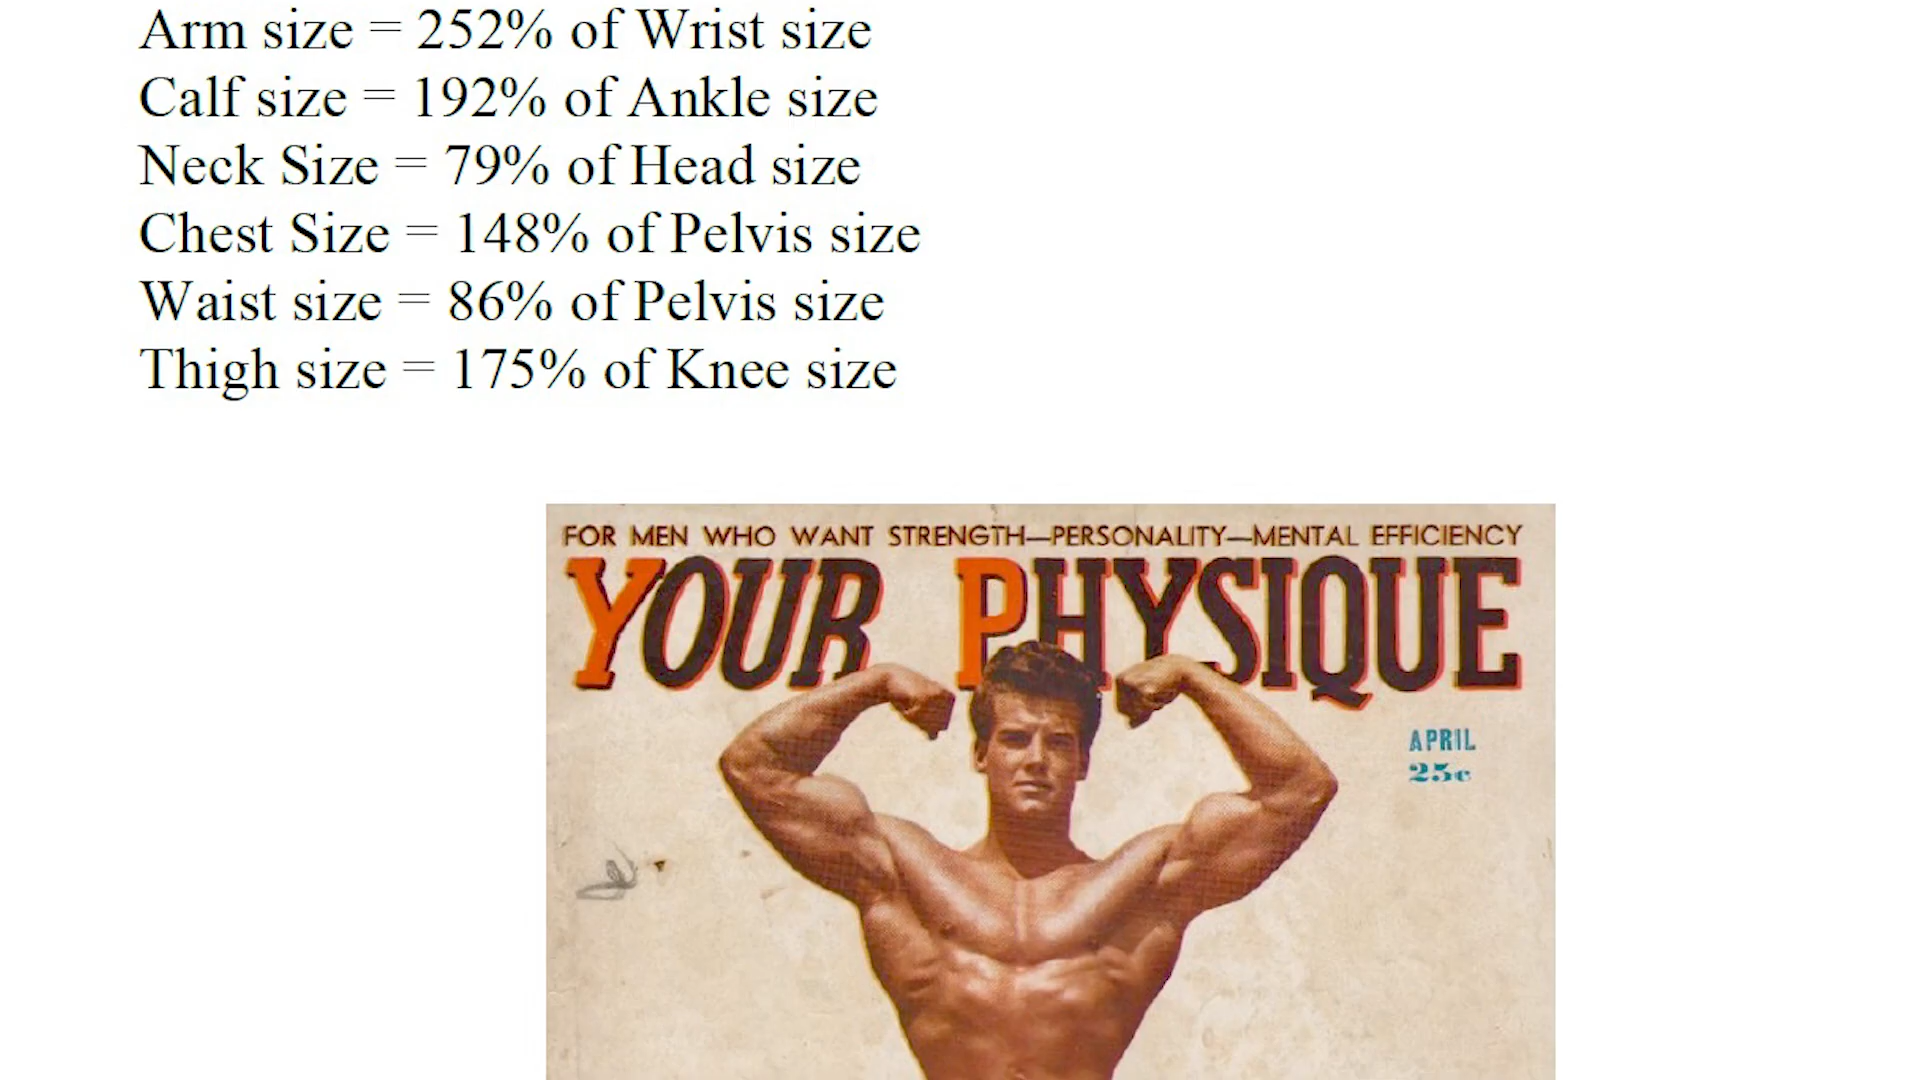 Arm size = 252% of Wrist size
Calf size = 192% of Ankle size
Neck Size = 79% of Head size
Chest Size = 148% of Pelvis size
Waist size = 86% of Pelvis size
Thigh size = 175% of Knee size
FOR MEN WHO WANT STRENGTH—PERSONALITY—MENTAL EFFICIENCY
YOUR PHYSIQUE
APRIL
25c